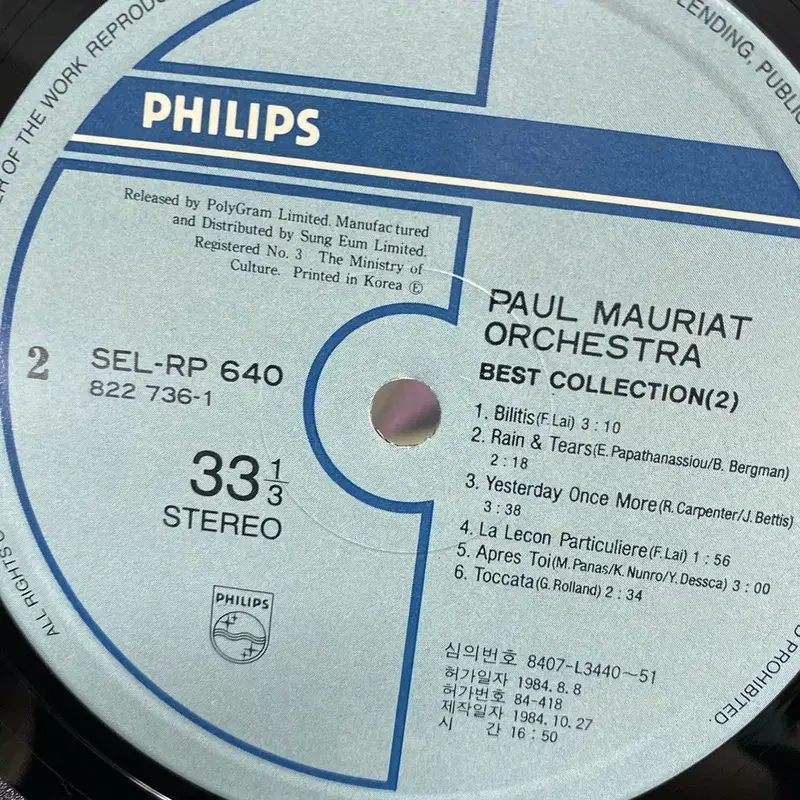 ER OF THE WORK REPRODU
LENDING, PUBLIC
PHILIPS
Released by PolyGram Limited. Manufactured
and Distributed by Sung Eum Limited.
Registered No. 3 The Ministry of
Culture. Printed in Korea Ⓔ
2
SEL-RP 640
822 736-1
33 1/3
STEREO
PHILIPS
PAUL MAURIAT
ORCHESTRA
BEST COLLECTION(2)
1. Bilitis(F. Lai) 3 : 10
2. Rain & Tears(E. Papathanassiou/B. Bergman)
2 : 18
3. Yesterday Once More(R. Carpenter/J. Bettis)
3 : 38
4. La Lecon Particuliere(F. Lai) 1 : 56
5. Apres Toi(M. Panas/K. Nunro/Y. Dessca) 3 : 00
6. Toccata(G. Rolland) 2 : 34
심의번호 8407-L3440~51
허가일자 1984. 8. 8
허가번호 84-418
제작일자 1984. 10. 27
시 간 16 : 50
ALL RIGHTS O
PROHIBITED.